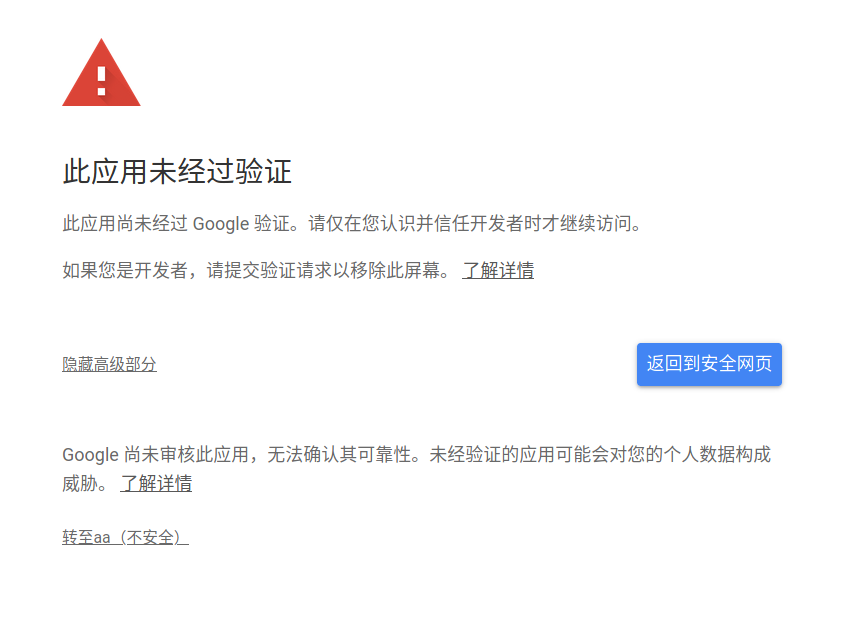 此应用未经过验证
此应用尚未经过 Google 验证。请仅在您认识并信任开发者时才继续访问。
如果您是开发者，请提交验证请求以移除此屏幕。 了解详情
隐藏高级部分
返回到安全网页
Google 尚未审核此应用，无法确认其可靠性。未经验证的应用可能会对您的个人数据构成
威胁。 了解详情
转至aa（不安全）